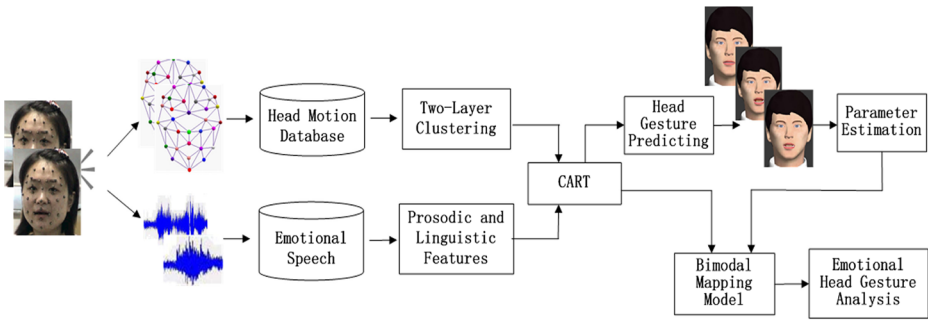 Head Motion
Database
Two-Layer
Clustering
Head
Gesture
Predicting
Parameter
Estimation
CART
Emotional
Speech
Prosodic and
Linguistic
Features
Bimodal
Mapping
Model
Emotional
Head Gesture
Analysis